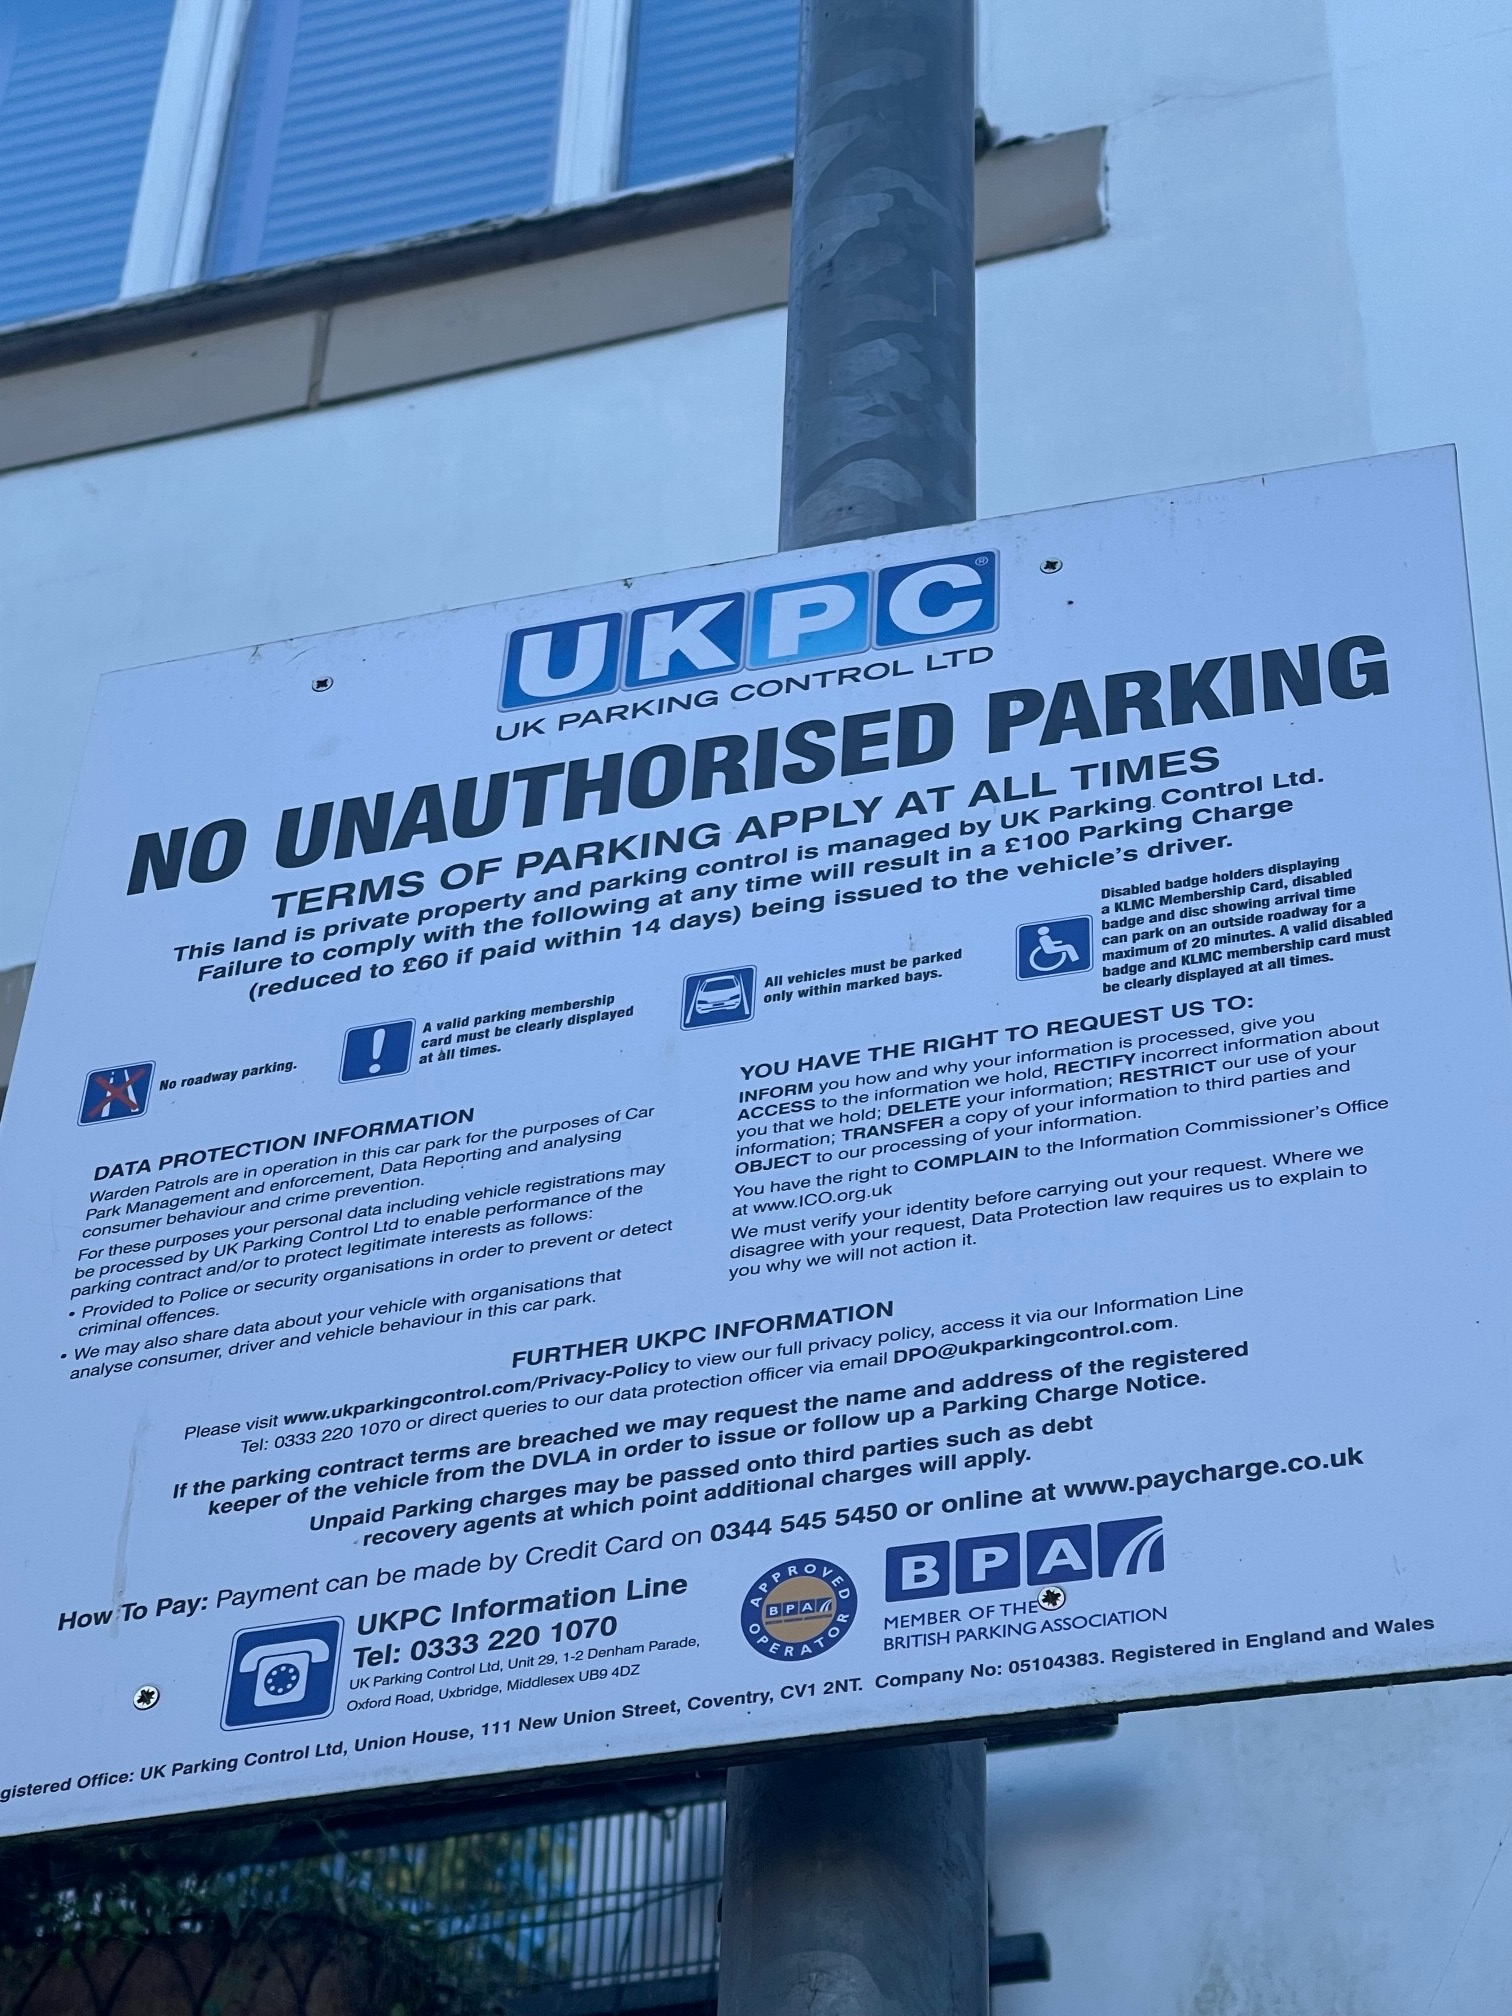 UKPC®
UK PARKING CONTROL LTD
NO UNAUTHORISED PARKING
TERMS OF PARKING APPLY AT ALL TIMES
This land is private property and parking control is managed by UK Parking Control Ltd.
Failure to comply with the following at any time will result in a £100 Parking Charge
(reduced to £60 if paid within 14 days) being issued to the vehicle's driver.
No roadway parking.
A valid parking membership
card must be clearly displayed
at all times.
All vehicles must be parked
only within marked bays.
Disabled badge holders displaying
a KLMC Membership Card, disabled
badge and disc showing arrival time
can park on an outside roadway for a
maximum of 20 minutes. A valid disabled
badge and KLMC membership card must
be clearly displayed at all times.
DATA PROTECTION INFORMATION
Warden Patrols are in operation in this car park for the purposes of Car
Park Management and enforcement, Data Reporting and analysing
consumer behaviour and crime prevention.
For these purposes your personal data including vehicle registrations may
be processed by UK Parking Control Ltd to enable performance of the
parking contract and/or to protect legitimate interests as follows:
• Provided to Police or security organisations in order to prevent or detect
criminal offences.
• We may also share data about your vehicle with organisations that
analyse consumer, driver and vehicle behaviour in this car park.
YOU HAVE THE RIGHT TO REQUEST US TO:
INFORM you how and why your information is processed, give you
ACCESS to the information we hold, RECTIFY incorrect information about
you that we hold; DELETE your information; RESTRICT our use of your
information; TRANSFER a copy of your information to third parties and
OBJECT to our processing of your information.
You have the right to COMPLAIN to the Information Commissioner's Office
at www.ICO.org.uk
We must verify your identity before carrying out your request. Where we
disagree with your request, Data Protection law requires us to explain to
you why we will not action it.
FURTHER UKPC INFORMATION
Please visit www.ukparkingcontrol.com/Privacy-Policy to view our full privacy policy, access it via our Information Line
Tel: 0333 220 1070 or direct queries to our data protection officer via email DPO@ukparkingcontrol.com.
If the parking contract terms are breached we may request the name and address of the registered
keeper of the vehicle from the DVLA in order to issue or follow up a Parking Charge Notice.
Unpaid Parking charges may be passed onto third parties such as debt
recovery agents at which point additional charges will apply.
How To Pay: Payment can be made by Credit Card on 0344 545 5450 or online at www.paycharge.co.uk
UKPC Information Line
Tel: 0333 220 1070
UK Parking Control Ltd, Unit 29, 1-2 Denham Parade,
Oxford Road, Uxbridge, Middlesex UB9 4DZ
APPROVED
BPA
OPERATOR
BPA
MEMBER OF THE
BRITISH PARKING ASSOCIATION
gistered Office: UK Parking Control Ltd, Union House, 111 New Union Street, Coventry, CV1 2NT. Company No: 05104383. Registered in England and Wales